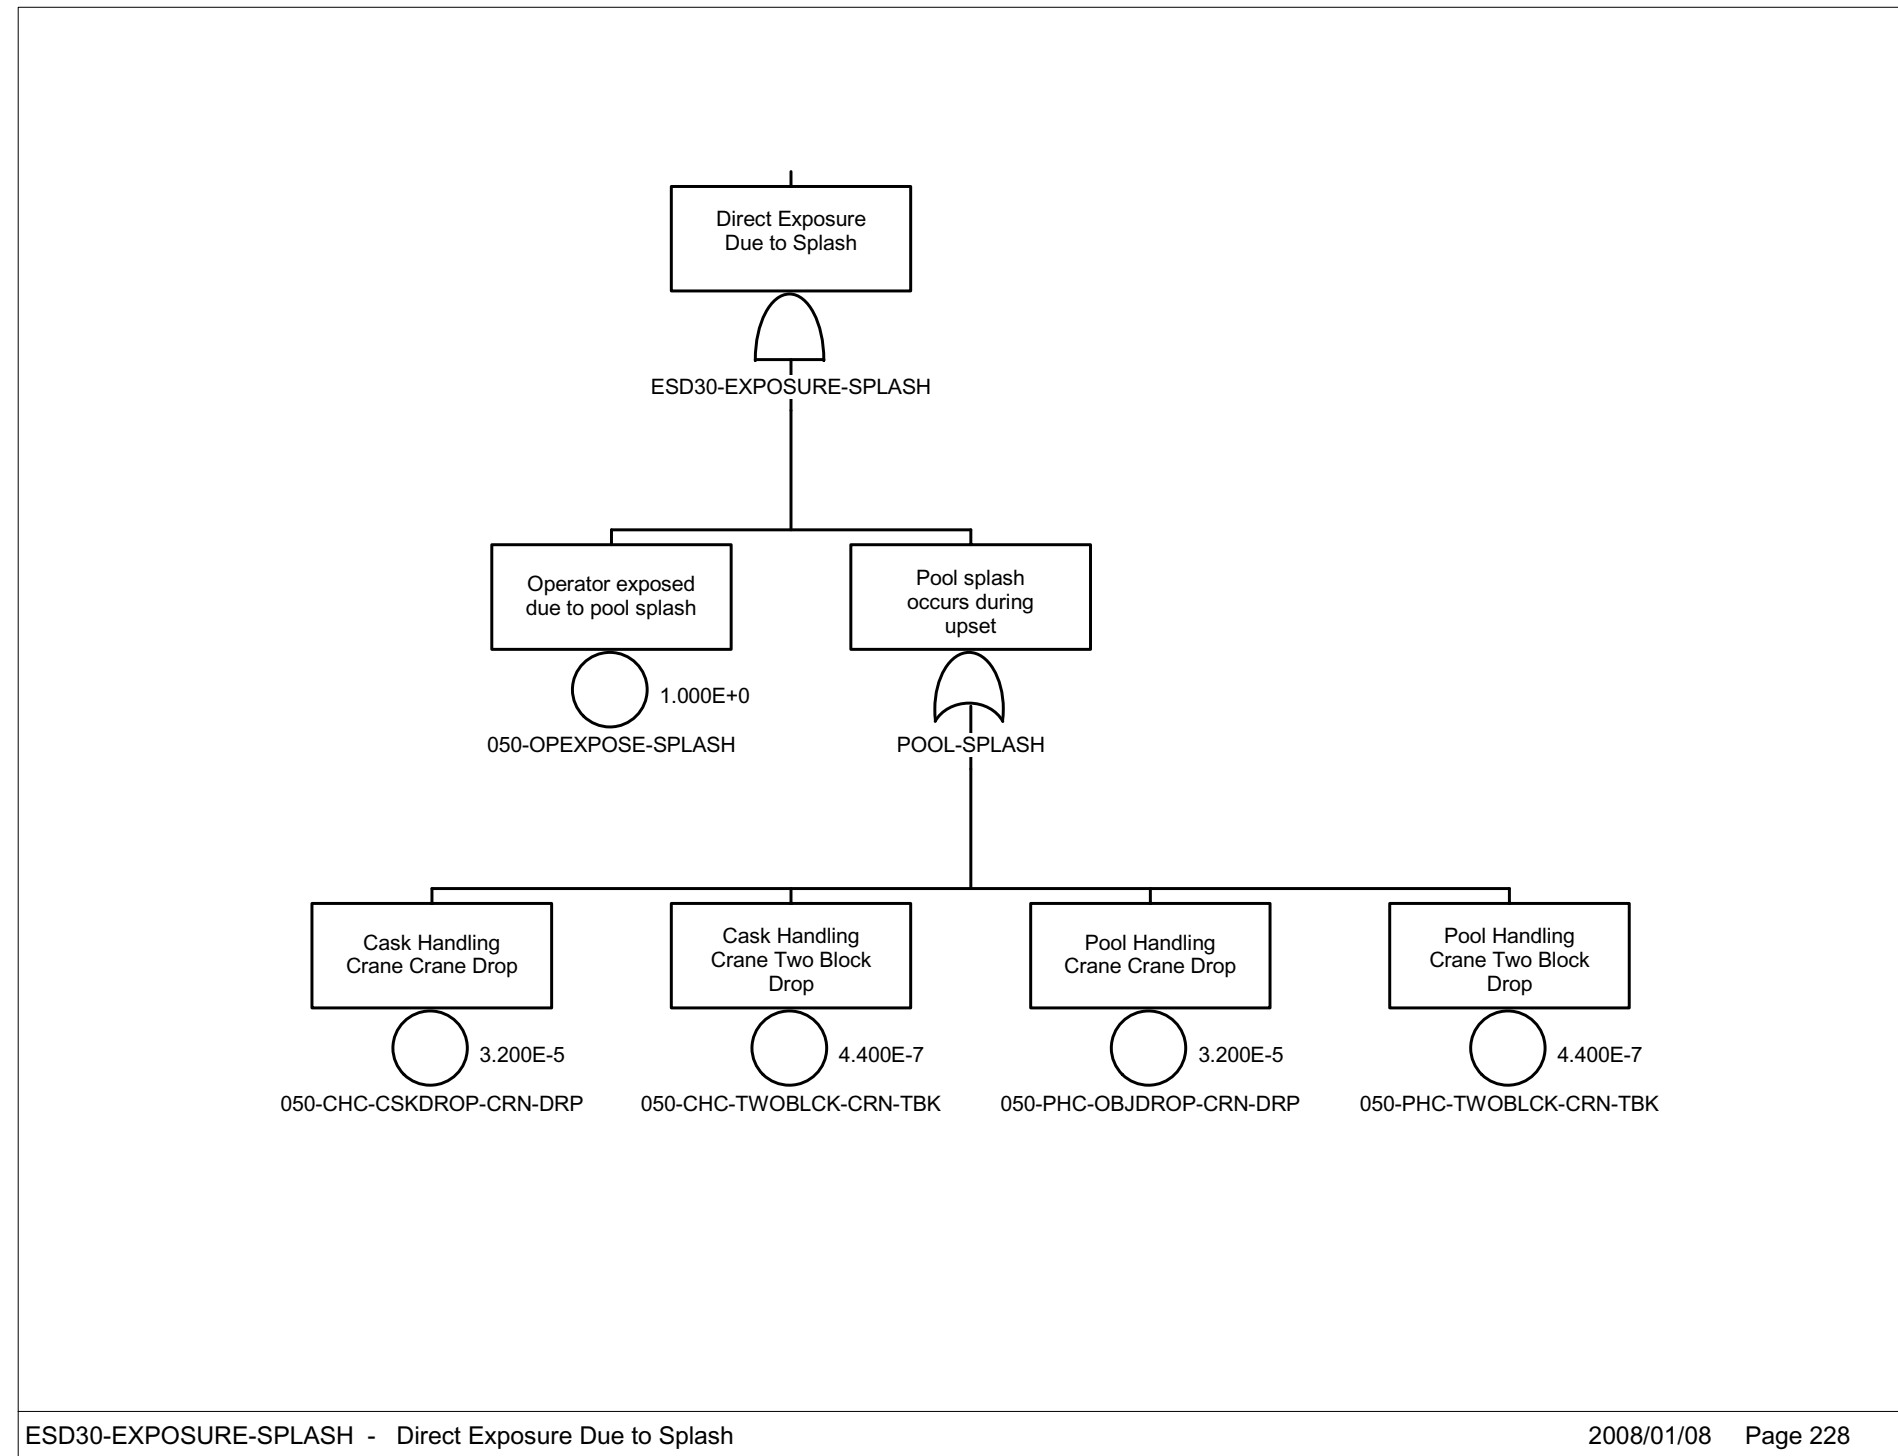 Direct Exposure
Due to Splash
ESD30-EXPOSURE-SPLASH
Operator exposed
due to pool splash
1.000E+0
050-OPEXPOSE-SPLASH
Pool splash
occurs during
upset
POOL-SPLASH
Cask Handling
Crane Crane Drop
3.200E-5
050-CHC-CSKDROP-CRN-DRP
Cask Handling
Crane Two Block
Drop
4.400E-7
050-CHC-TWOBLCK-CRN-TBK
Pool Handling
Crane Crane Drop
3.200E-5
050-PHC-OBJDROP-CRN-DRP
Pool Handling
Crane Two Block
Drop
4.400E-7
050-PHC-TWOBLCK-CRN-TBK
ESD30-EXPOSURE-SPLASH - Direct Exposure Due to Splash
2008/01/08 Page 228